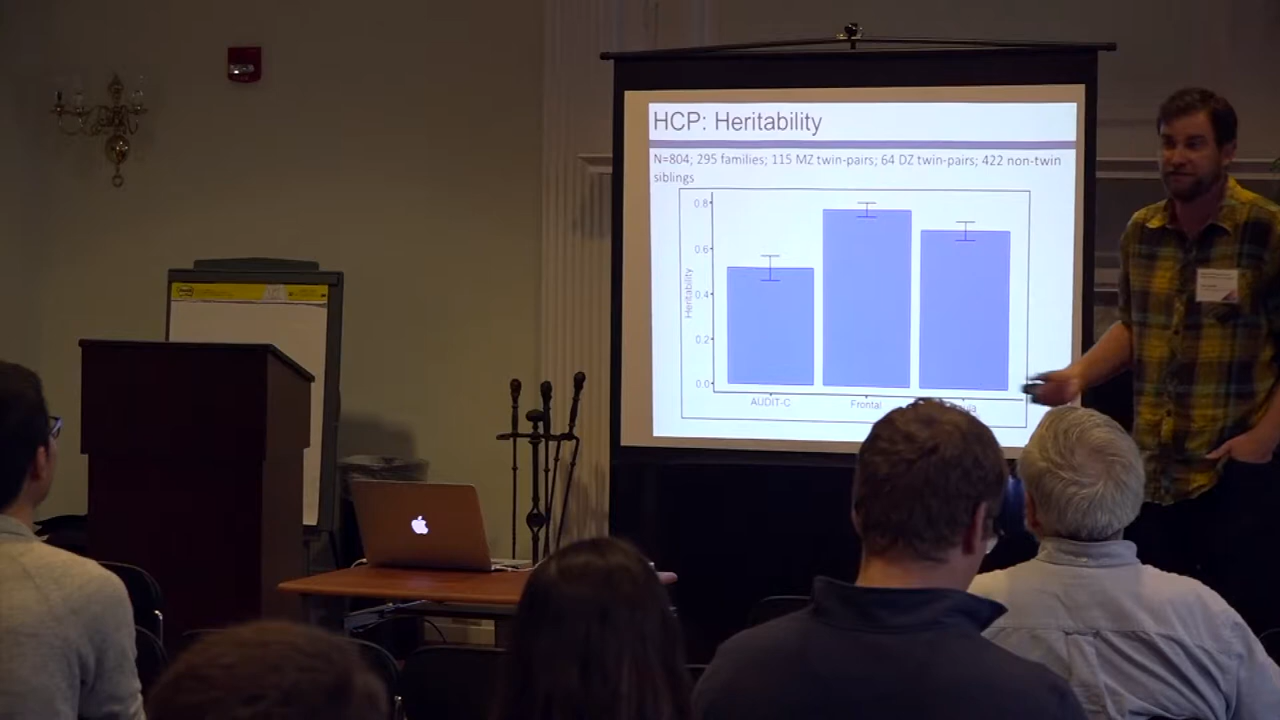 HCP: Heritability
N=804; 295 families; 115 MZ twin-pairs; 64 DZ twin-pairs; 422 non-twin
siblings
0.8
0.6
0.4
0.2
0.0
Heritability
AUDIT-C
Frontal